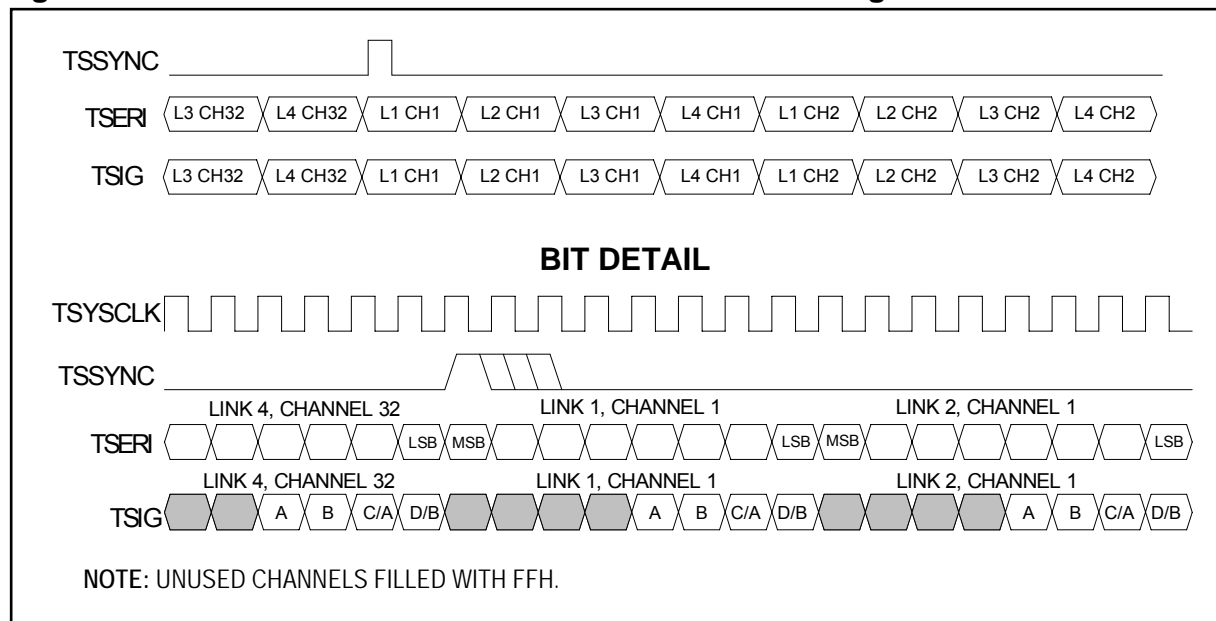 TSSYNC
TSERI L3 CH32 L4 CH32 L1 CH1 L2 CH1 L3 CH1 L4 CH1 L1 CH2 L2 CH2 L3 CH2 L4 CH2
TSIG L3 CH32 L4 CH32 L1 CH1 L2 CH1 L3 CH1 L4 CH1 L1 CH2 L2 CH2 L3 CH2 L4 CH2
BIT DETAIL
TSYSCLK
TSSYNC
LINK 4, CHANNEL 32 LINK 1, CHANNEL 1 LINK 2, CHANNEL 1
TSERI LSB MSB LSB MSB LSB
LINK 4, CHANNEL 32 LINK 1, CHANNEL 1 LINK 2, CHANNEL 1
TSIG A B C/A D/B A B C/A D/B A B C/A D/B
NOTE: UNUSED CHANNELS FILLED WITH FFH.